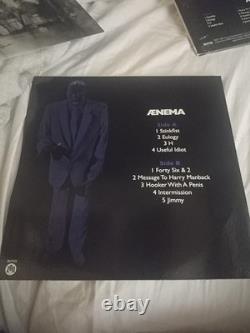 ÆNEMA
Side A
1 Stinkfist
2 Eulogy
3 H
4 Useful Idiot
Side B
1 Forty Six & 2
2 Message To Harry Manback
3 Hooker With A Penis
4 Intermission
5 Jimmy